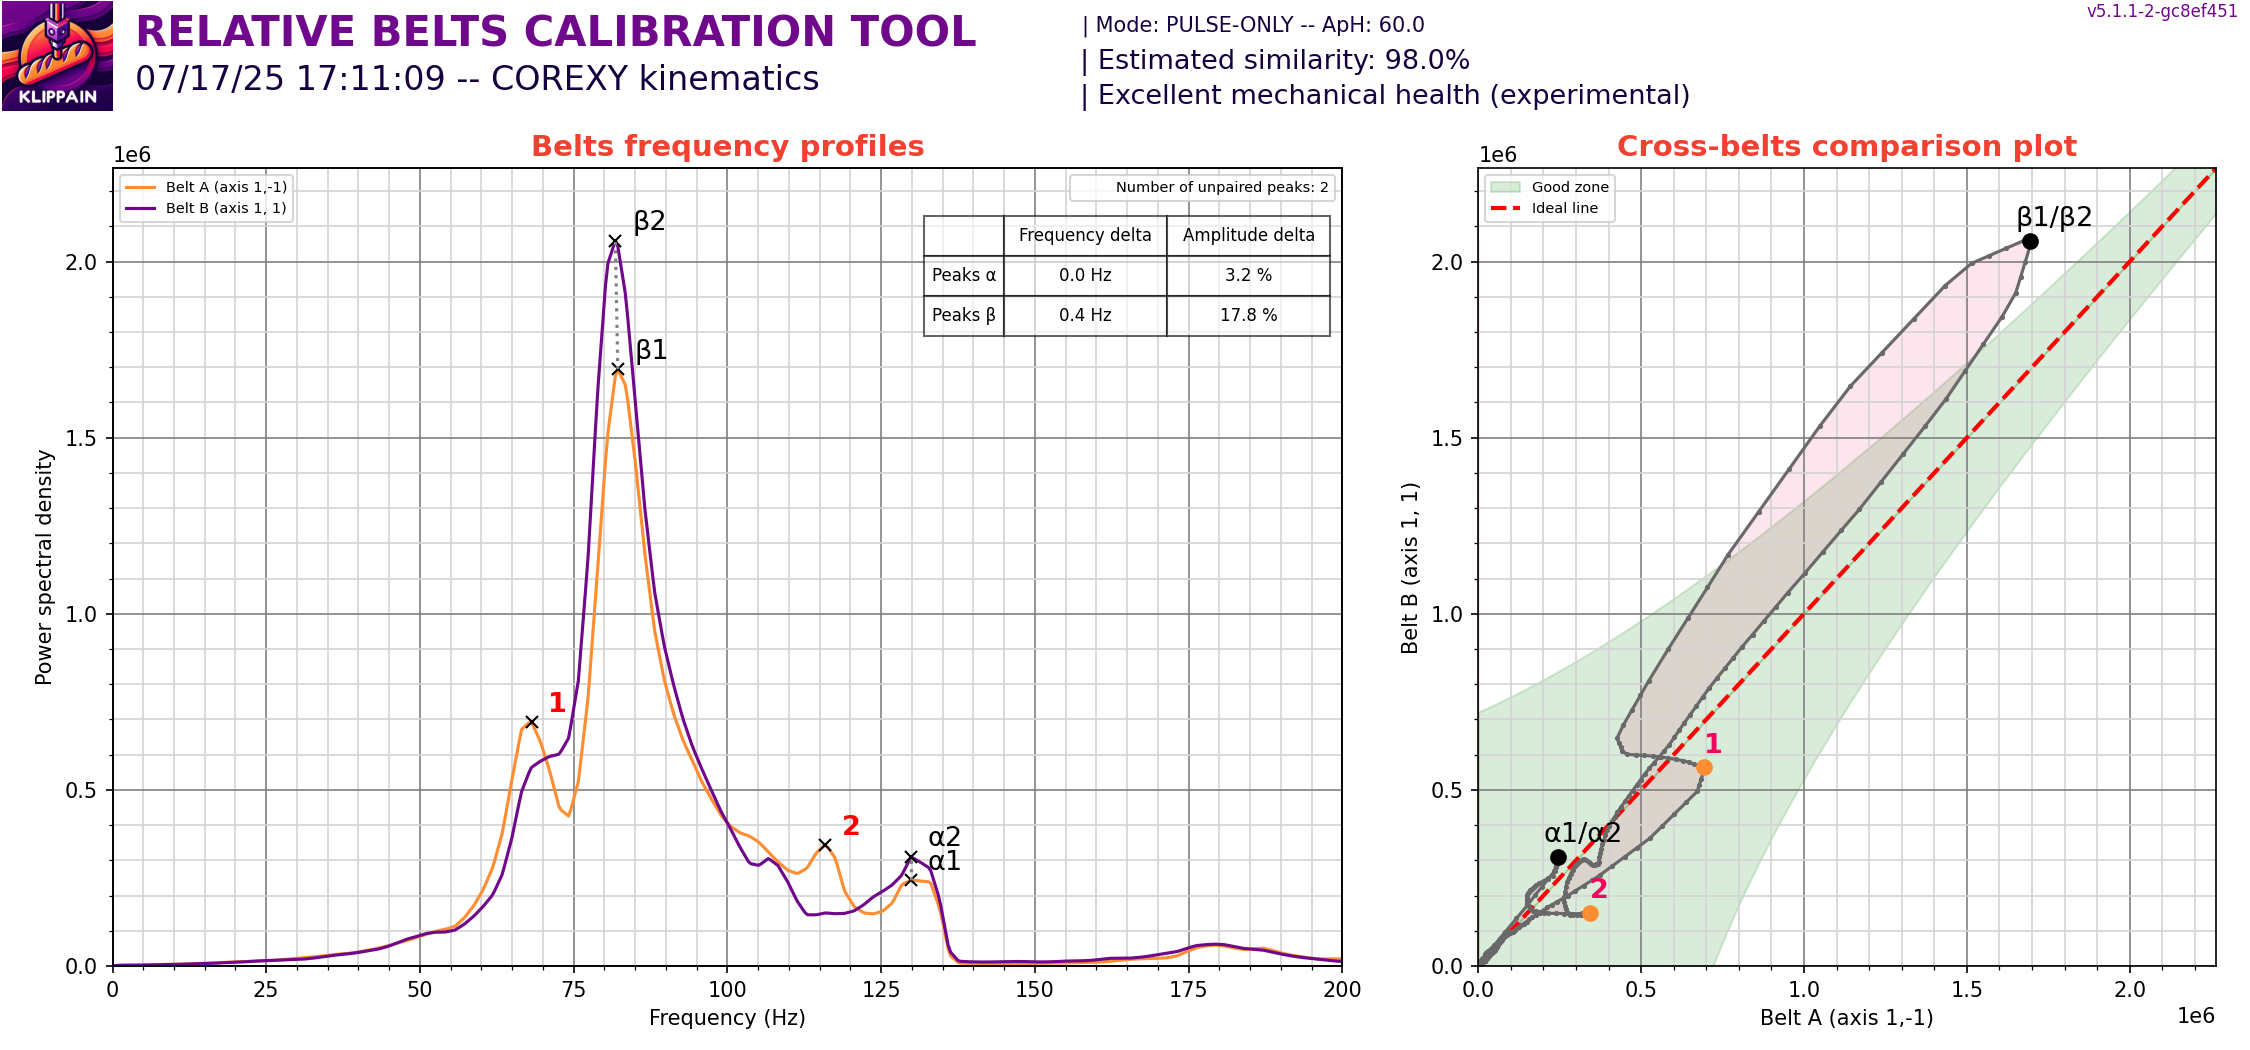 KLIPPAIN
RELATIVE BELTS CALIBRATION TOOL
07/17/25 17:11:09 -- COREXY kinematics
| Mode: PULSE-ONLY -- ApH: 60.0
| Estimated similarity: 98.0%
| Excellent mechanical health (experimental)
v5.1.1-2-gc8ef451
Belts frequency profiles
1e6
Belt A (axis 1,-1)
Belt B (axis 1, 1)
Number of unpaired peaks: 2
Frequency delta Amplitude delta
Peaks α 0.0 Hz 3.2 %
Peaks β 0.4 Hz 17.8 %
β2
β1
1
2
α2
α1
Power spectral density
2.0
1.5
1.0
0.5
0.0
0 25 50 75 100 125 150 175 200
Frequency (Hz)
Cross-belts comparison plot
1e6
Good zone
Ideal line
β1/β2
1
α1/α2
2
Belt B (axis 1, 1)
2.0
1.5
1.0
0.5
0.0
0.0 0.5 1.0 1.5 2.0
Belt A (axis 1,-1)
1e6